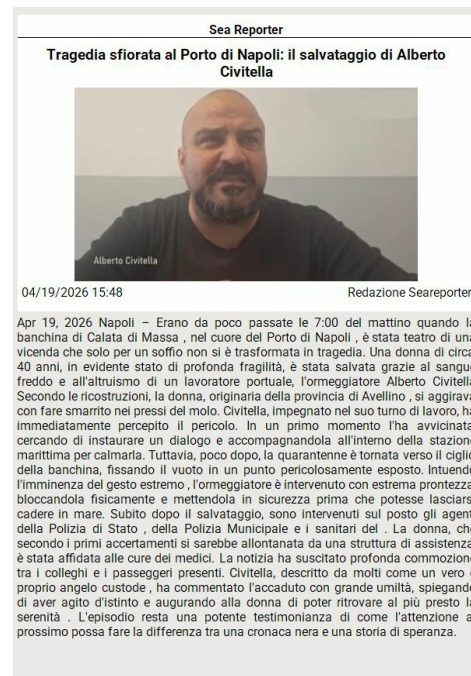 Sea Reporter
Tragedia sfiorata al Porto di Napoli: il salvataggio di Alberto
Civitella
Alberto Civitella
04/19/2026 15:48
Redazione Seareporter
Apr 19, 2026 Napoli – Erano da poco passate le 7:00 del mattino quando
banchina di Calata di Massa , nel cuore del Porto di Napoli , è stata teatro di
vicenda che solo per un soffio non si è trasformata in tragedia. Una donna di circa
40 anni, in evidente stato di profonda fragilità, è stata salvata grazie al
freddo e all'altruismo di un lavoratore portuale, l'ormeggiatore Alberto
Secondo le ricostruzioni, la donna, originaria della provincia di Avellino , si
con fare smarrito nei pressi del molo. Civitella, impegnato nel suo turno di lavoro,
immediatamente percepito il pericolo. In un primo momento l'ha avvicinata
cercando di instaurare un dialogo e accompagnandola all'interno della stazione
marittima per calmarla. Tuttavia, poco dopo, la quarantenne è tornata verso il
della banchina, fissando il vuoto in un punto pericolosamente esposto. Intuendo
l'imminenza del gesto estremo , l'ormeggiatore è intervenuto con estrema prontezza
bloccandola fisicamente e mettendola in sicurezza prima che potesse
cadere in mare. Subito dopo il salvataggio, sono intervenuti sul posto gli
della Polizia di Stato , della Polizia Municipale e i sanitari del . La donna, che
secondo i primi accertamenti si sarebbe allontanata da una struttura di assistenza
è stata affidata alle cure dei medici. La notizia ha suscitato profonda commozione
tra i colleghi e i passeggeri presenti. Civitella, descritto da molti come un vero
proprio angelo custode , ha commentato l'accaduto con grande umiltà, spiegando
di aver agito d'istinto e augurando alla donna di poter ritrovare al più presto
serenità . L'episodio resta una potente testimonianza di come l'attenzione
prossimo possa fare la differenza tra una cronaca nera e una storia di speranza.